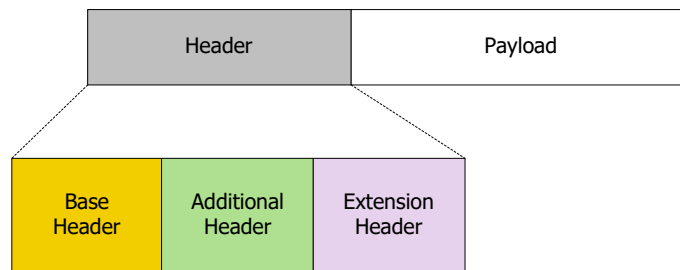 Header
Payload
Base
Header
Additional
Header
Extension
Header